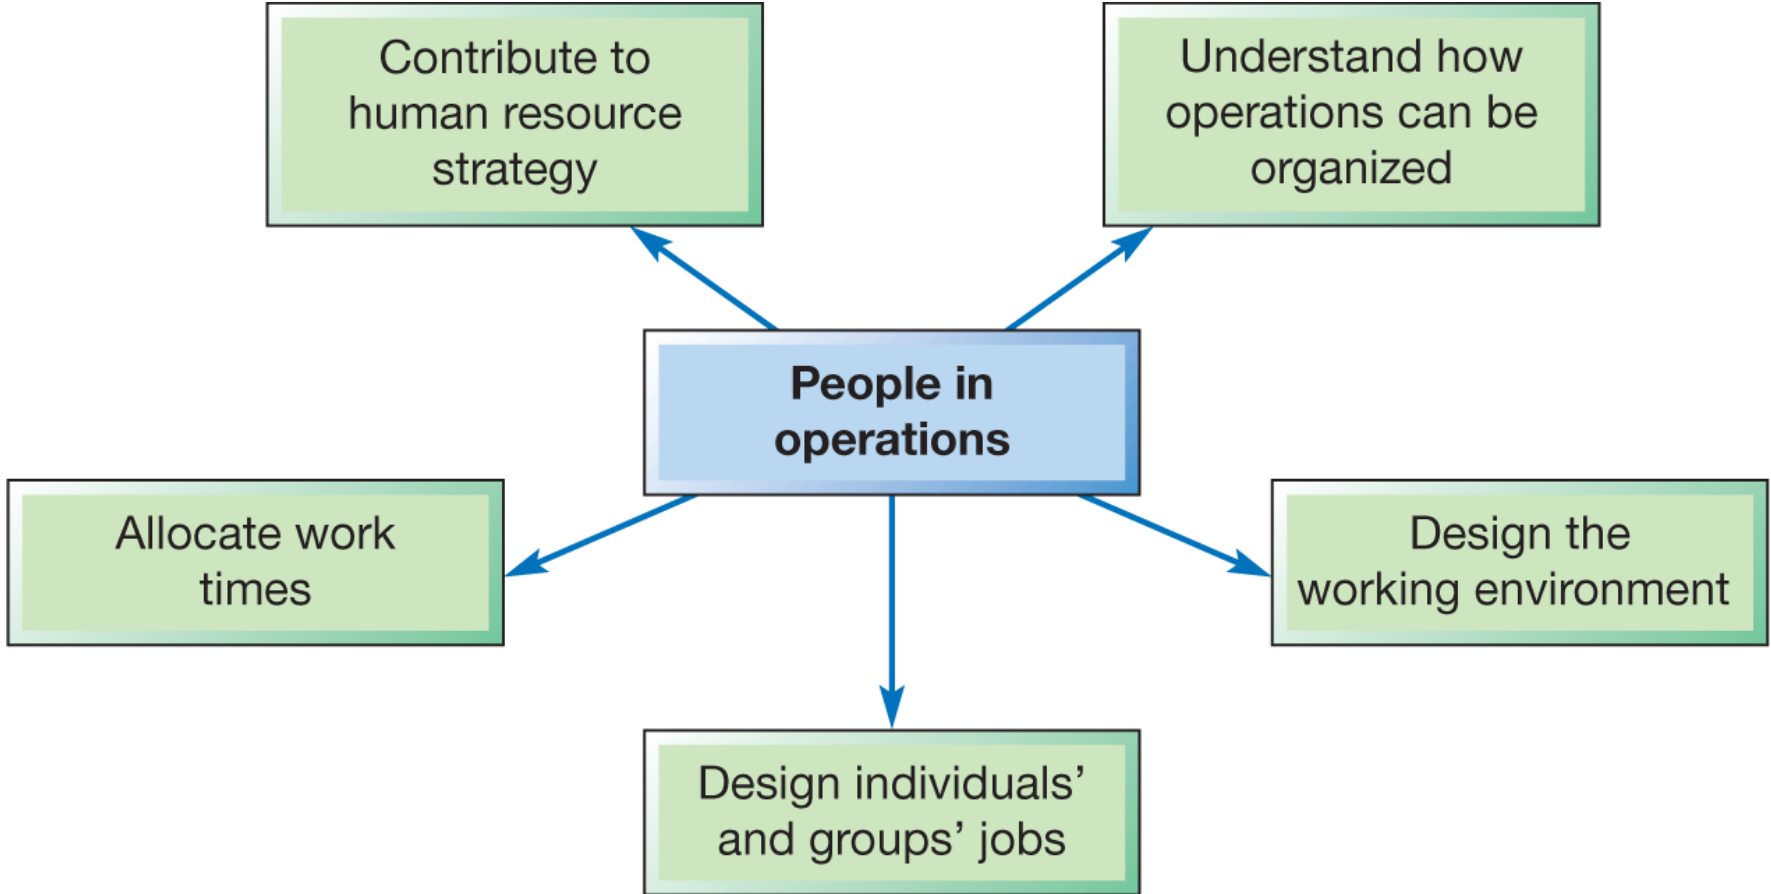 Contribute to
human resource
strategy
Understand how
operations can be
organized
People in
operations
Allocate work
times
Design the
working environment
Design individuals’
and groups’ jobs